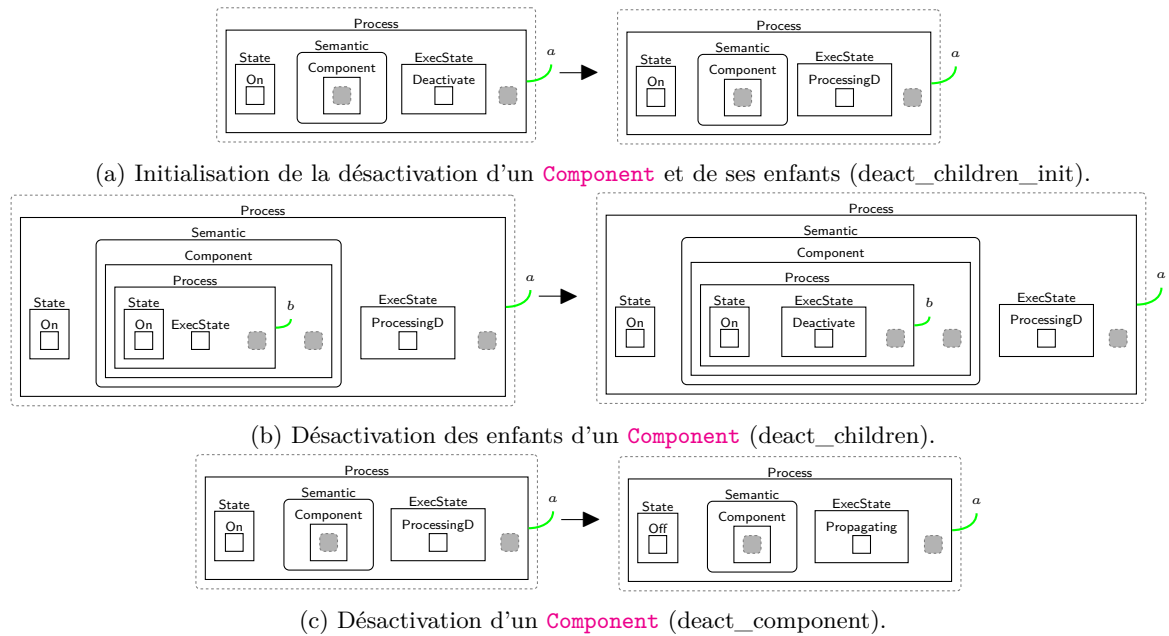 Process
Semantic
State
ExecState
Component
On
Deactivate
a
Process
Semantic
State
ExecState
Component
On
ProcessingD
a
(a) Initialisation de la désactivation d'un Component et de ses enfants (deact_children_init).
Process
Semantic
Component
Process
State
State
ExecState
On
On
ExecState
ProcessingD
b
a
Process
Semantic
Component
Process
State
State
ExecState
ExecState
On
On
Deactivate
ProcessingD
b
a
(b) Désactivation des enfants d'un Component (deact_children).
Process
Semantic
State
ExecState
Component
On
ProcessingD
a
Process
Semantic
State
ExecState
Component
Off
Propagating
a
(c) Désactivation d'un Component (deact_component).